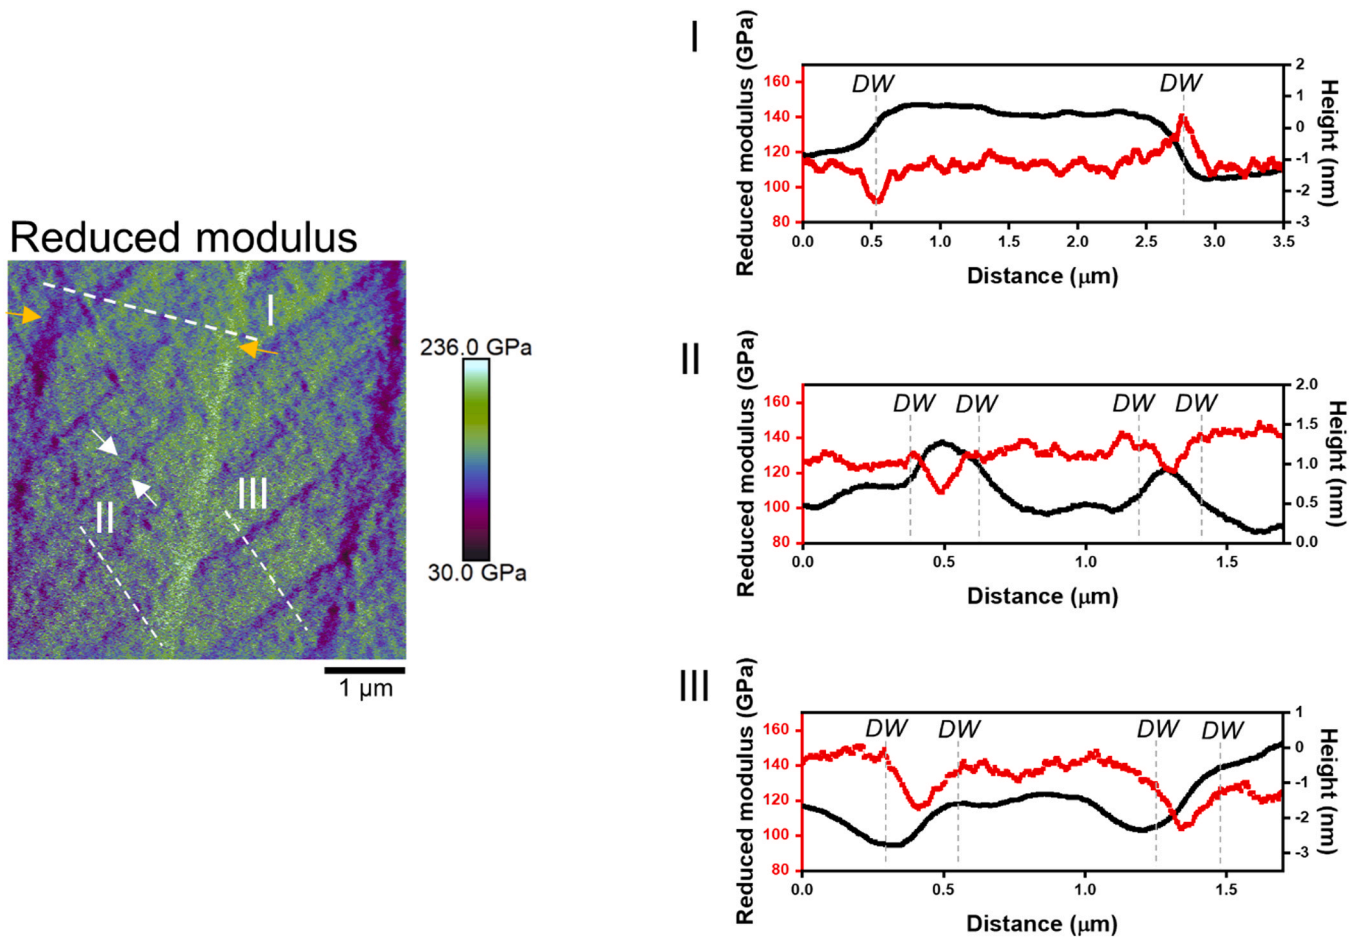 Reduced modulus
I
II
III
236.0 GPa
30.0 GPa
1 μm
I
Reduced modulus (GPa)
160
140
120
100
80
DW
DW
2
1
0
-1
-2
-3
Height (nm)
0.0 0.5 1.0 1.5 2.0 2.5 3.0 3.5
Distance (μm)
II
Reduced modulus (GPa)
160
140
120
100
80
DW DW DW DW
2.0
1.5
1.0
0.5
0.0
Height (nm)
0.0 0.5 1.0 1.5
Distance (μm)
III
Reduced modulus (GPa)
160
140
120
100
80
DW DW DW DW
1
0
-1
-2
-3
Height (nm)
0.0 0.5 1.0 1.5
Distance (μm)